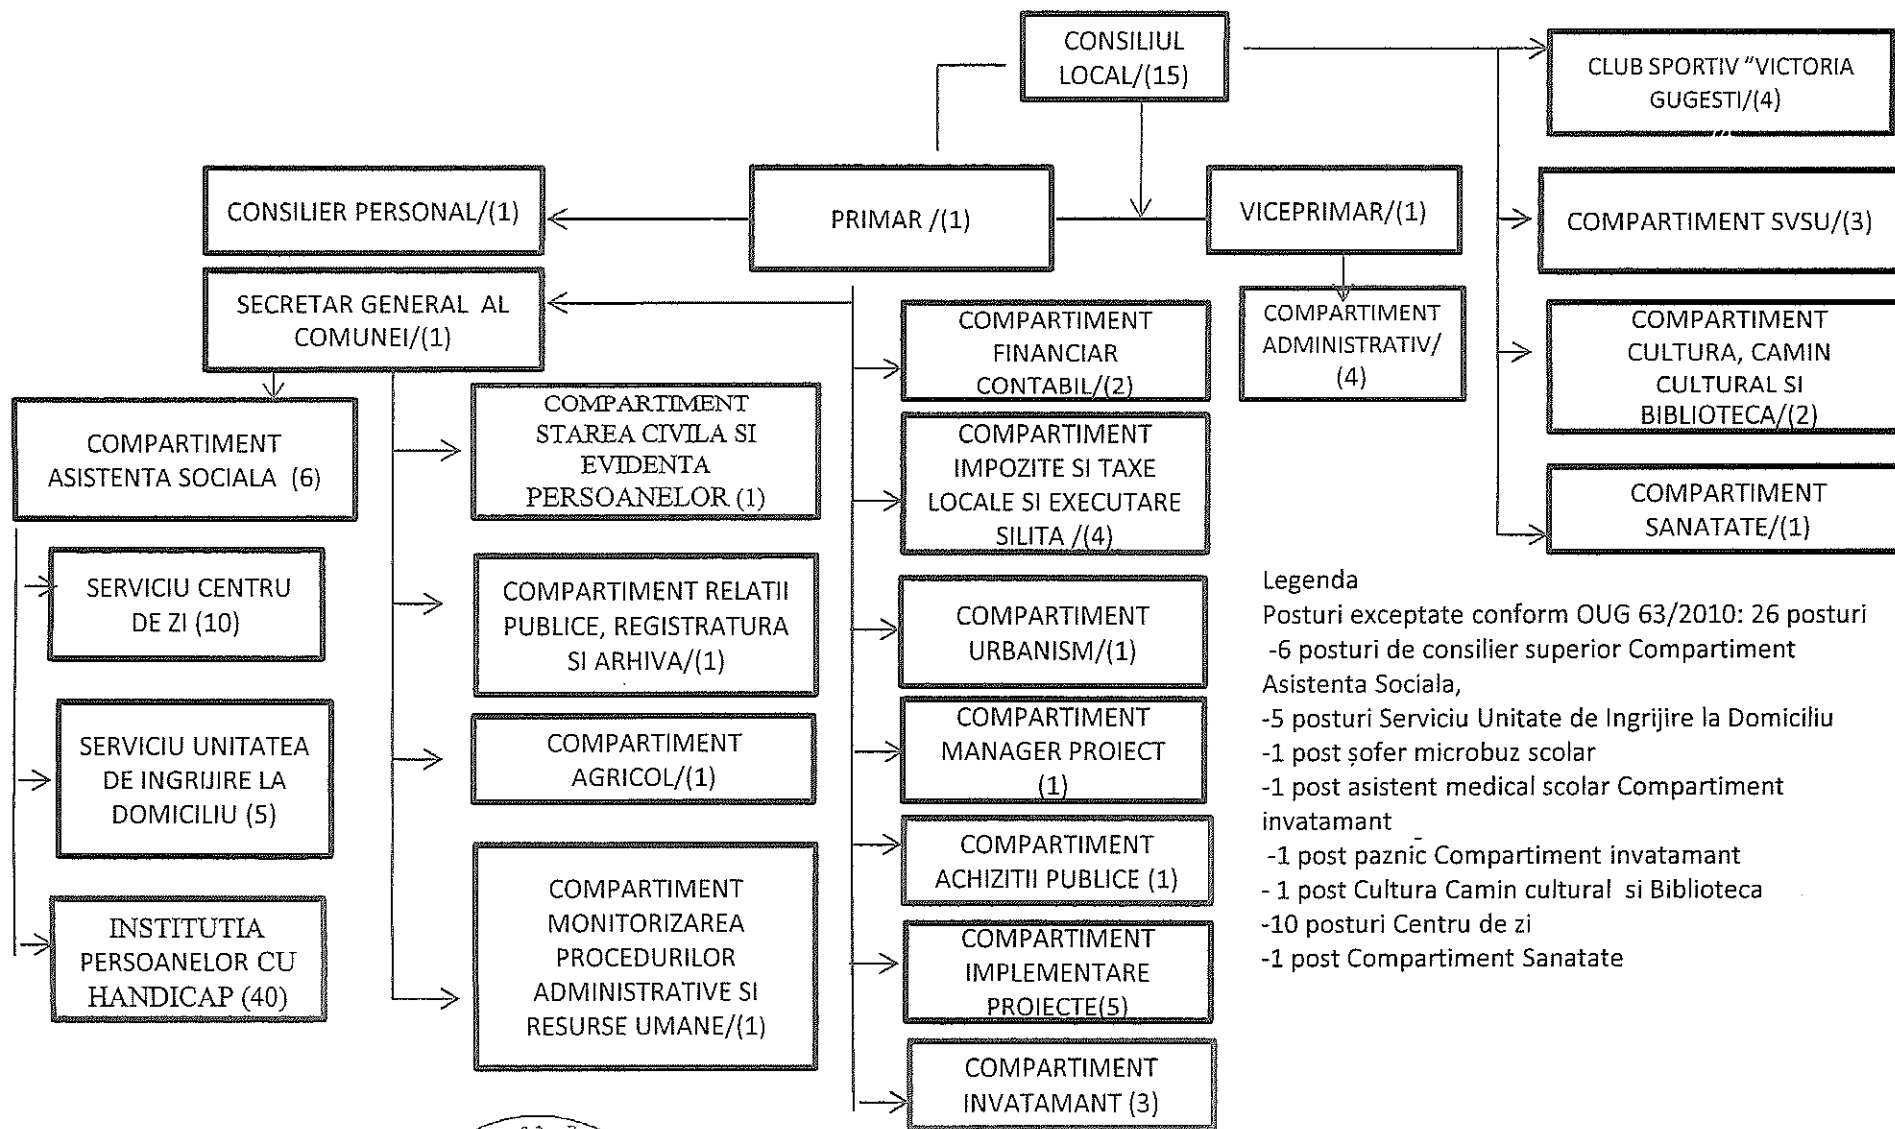 CONSILIUL
LOCAL/(15)
CLUB SPORTIV "VICTORIA
GUGESTI/(4)
CONSILIER PERSONAL/(1)
PRIMAR /(1)
VICEPRIMAR/(1)
COMPARTIMENT SVSU/(3)
SECRETAR GENERAL AL
COMUNEI/(1)
COMPARTIMENT
FINANCIAR
CONTABIL/(2)
COMPARTIMENT
ADMINISTRATIV/
(4)
COMPARTIMENT
CULTURA, CAMIN
CULTURAL SI
BIBLIOTECA/(2)
COMPARTIMENT
ASISTENTA SOCIALA (6)
COMPARTIMENT
STAREA CIVILA SI
EVIDENTA
PERSOANELOR (1)
COMPARTIMENT
IMPOZITE SI TAXE
LOCALE SI EXECUTARE
SILITA /(4)
COMPARTIMENT
SANATATE/(1)
SERVICIU CENTRU
DE ZI (10)
COMPARTIMENT RELATII
PUBLICE, REGISTRATURA
SI ARHIVA/(1)
COMPARTIMENT
URBANISM/(1)
SERVICIU UNITATEA
DE INGRIJIRE LA
DOMICILIU (5)
COMPARTIMENT
AGRICOL/(1)
COMPARTIMENT
MANAGER PROIECT
(1)
COMPARTIMENT
ACHIZITII PUBLICE (1)
INSTITUTIA
PERSOANELOR CU
HANDICAP (40)
COMPARTIMENT
MONITORIZAREA
PROCEDURILOR
ADMINISTRATIVE SI
RESURSE UMANE/(1)
COMPARTIMENT
IMPLEMENTARE
PROIECTE(5)
COMPARTIMENT
INVATAMANT (3)
Legenda
Posturi exceptate conform OUG 63/2010: 26 posturi
-6 posturi de consilier superior Compartiment
Asistenta Sociala,
-5 posturi Serviciu Unitate de Ingrijire la Domiciliu
-1 post șofer microbuz scolar
-1 post asistent medical scolar Compartiment
invatamant
-1 post paznic Compartiment invatamant
- 1 post Cultura Camin cultural si Biblioteca
-10 posturi Centru de zi
-1 post Compartiment Sanatate